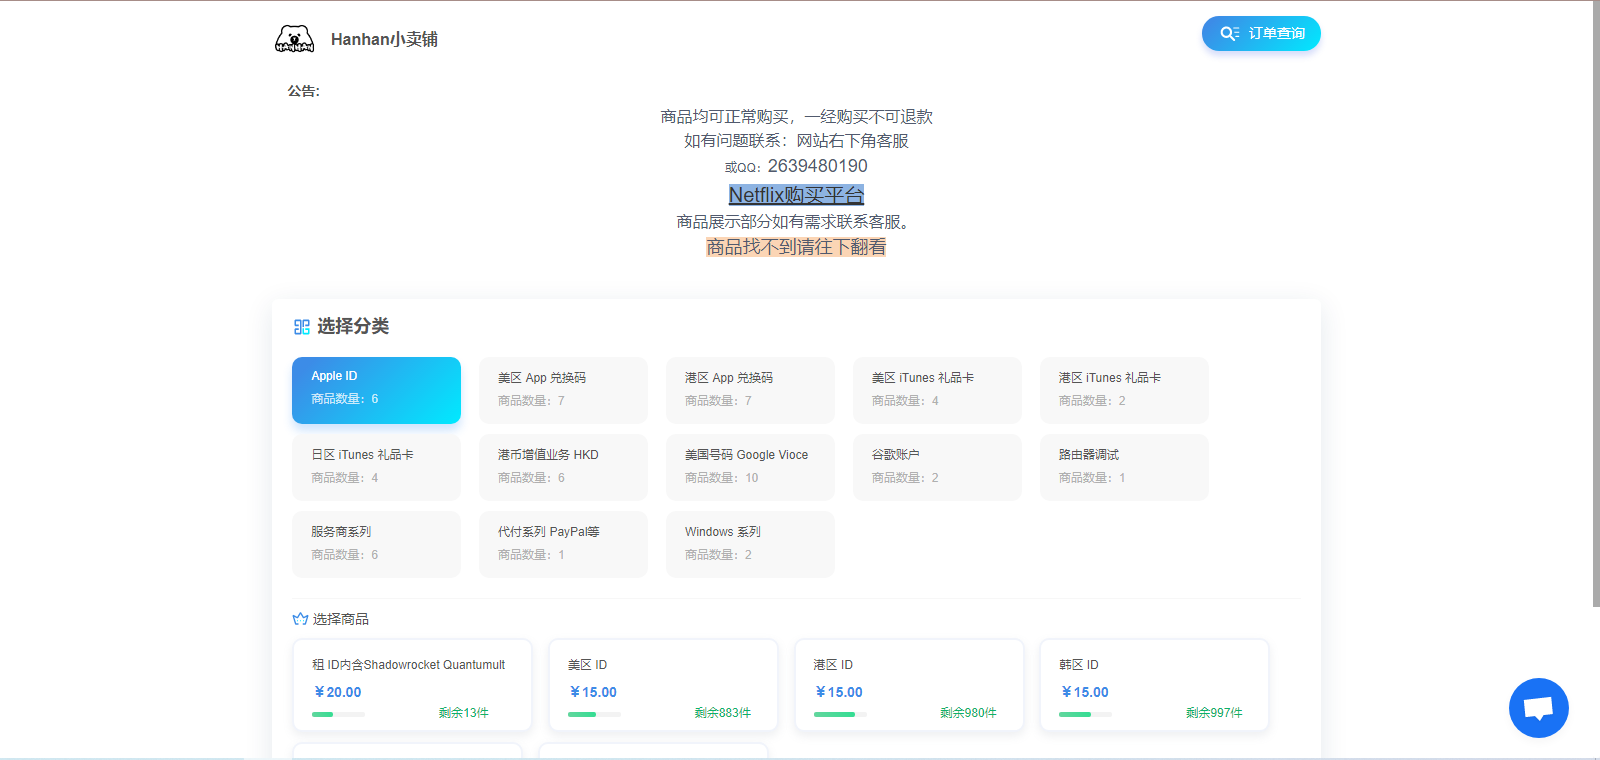 HANHAN
Hanhan小卖铺
订单查询
公告:
商品均可正常购买，一经购买不可退款
如有问题联系：网站右下角客服
或QQ：2639480190
Netflix购买平台
商品展示部分如有需求联系客服。
商品找不到请往下翻看
选择分类
Apple ID
商品数量：6
美区 App 兑换码
商品数量：7
港区 App 兑换码
商品数量：7
美区 iTunes 礼品卡
商品数量：4
港区 iTunes 礼品卡
商品数量：2
日区 iTunes 礼品卡
商品数量：4
港币增值业务 HKD
商品数量：6
美国号码 Google Vioce
商品数量：10
谷歌账户
商品数量：2
路由器调试
商品数量：1
服务商系列
商品数量：6
代付系列 PayPal等
商品数量：1
Windows 系列
商品数量：2
选择商品
租 ID内含Shadowrocket Quantumult
￥20.00
剩余13件
美区 ID
￥15.00
剩余883件
港区 ID
￥15.00
剩余980件
韩区 ID
￥15.00
剩余997件